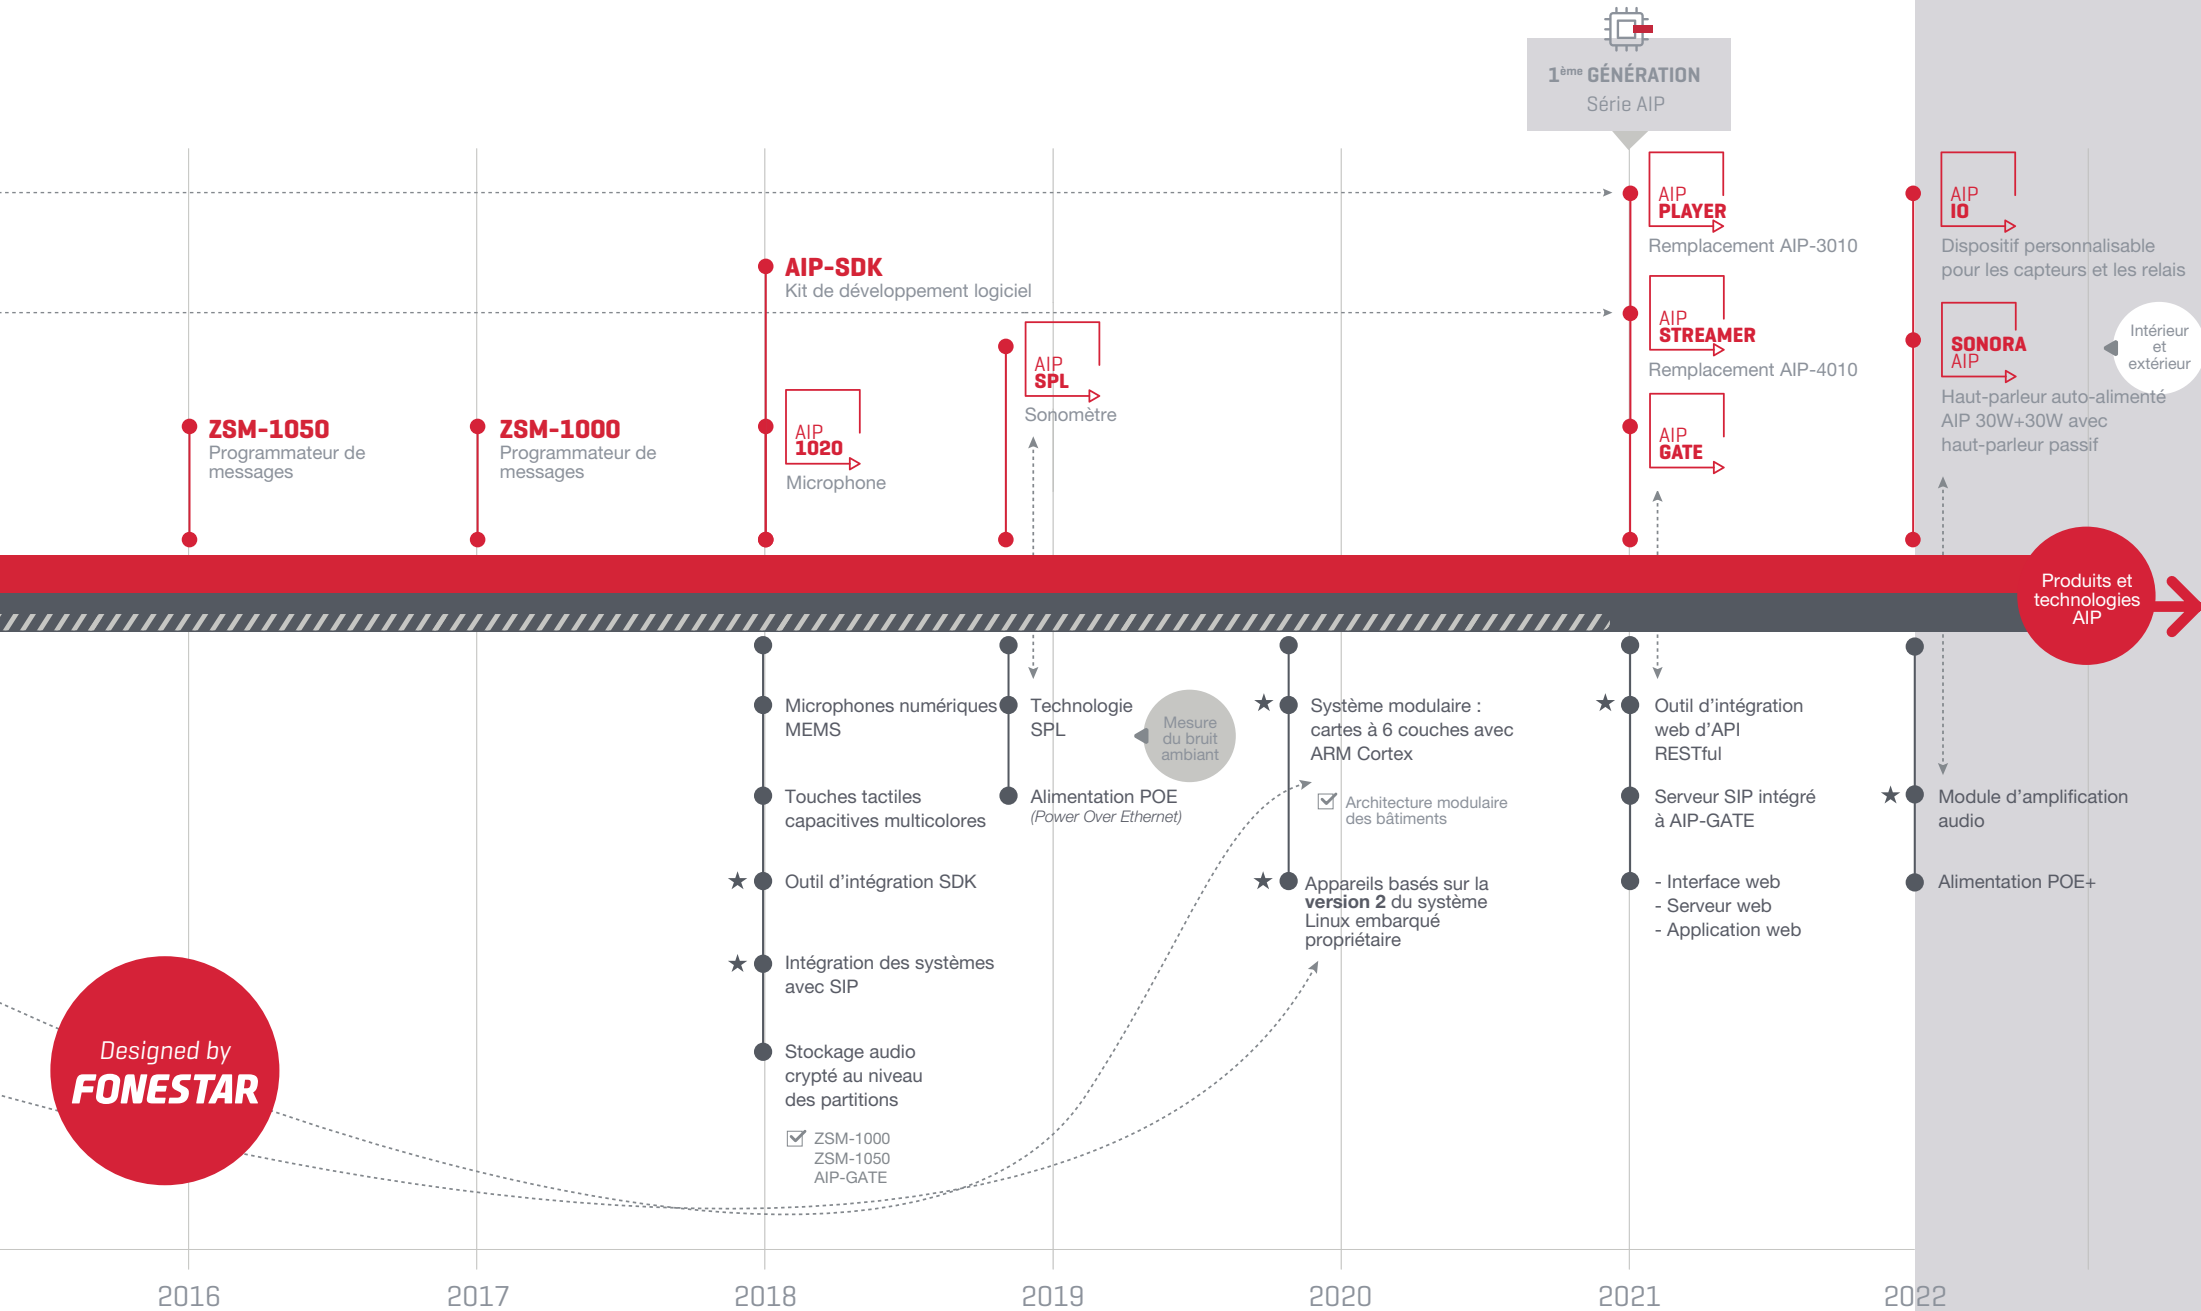 1ème GÉNÉRATION
Série AIP
AIP
PLAYER
Remplacement AIP-3010
AIP
IO
Dispositif personnalisable
pour les capteurs et les relais
AIP-SDK
Kit de développement logiciel
AIP
STREAMER
Remplacement AIP-4010
SONORA
AIP
Intérieur
et
extérieur
Haut-parleur auto-alimenté
AIP 30W+30W avec
haut-parleur passif
AIP
SPL
Sonomètre
ZSM-1050
Programmateur de
messages
ZSM-1000
Programmateur de
messages
AIP
1020
Microphone
AIP
GATE
Produits et
technologies
AIP
Microphones numériques
MEMS
Touches tactiles
capacitives multicolores
Outil d’intégration SDK
Intégration des systèmes
avec SIP
Stockage audio
crypté au niveau
des partitions
ZSM-1000
ZSM-1050
AIP-GATE
Technologie
SPL
Mesure
du bruit
ambiant
Alimentation POE
(Power Over Ethernet)
Système modulaire :
cartes à 6 couches avec
ARM Cortex
Architecture modulaire
des bâtiments
Appareils basés sur la
version 2 du système
Linux embarqué
propriétaire
Outil d’intégration
web d’API
RESTful
Serveur SIP intégré
à AIP-GATE
- Interface web
- Serveur web
- Application web
Module d’amplification
audio
Alimentation POE+
Designed by
FONESTAR
2016
2017
2018
2019
2020
2021
2022